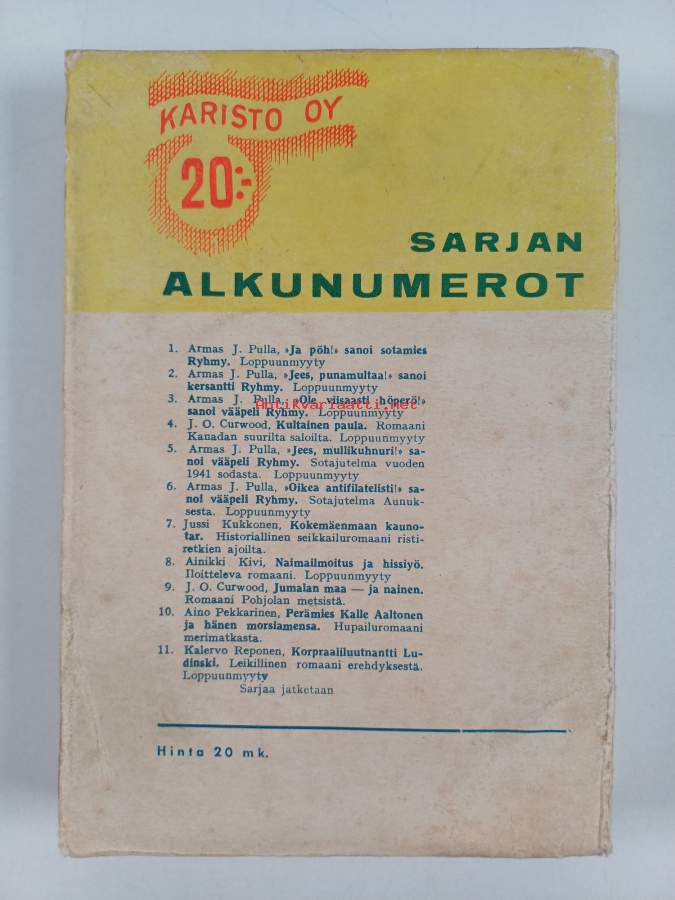 KARISTO OY
20:-
SARJAN
ALKUNUMEROT
1. Armas J. Pulla, »Ja pöh!» sanoi sotamies
Ryhmy. Loppuunmyyty
2. Armas J. Pulla, »Jees, punamultaa!» sanoi
kersantti Ryhmy. Loppuunmyyty
3. Armas J. Pulla, »Ole viisaasti höperö!»
Antikvariaatti.net
sanoi vääpeli Ryhmy. Loppuunmyyty
4. J. O. Curwood, Kultainen paula. Romaani
Kanadan suurilta saloilta. Loppuunmyyty
5. Armas J. Pulla, »Jees, mullikuhnuri!» sa-
noi vääpeli Ryhmy. Sotajutelma vuoden
1941 sodasta. Loppuunmyyty
6. Armas J. Pulla, »Oikea antifilatelisti!» sa-
noi vääpeli Ryhmy. Sotajutelma Aunuk-
sesta. Loppuunmyyty
7. Jussi Kukkonen, Kokemäenmaan kauno-
tar. Historiallinen seikkailuromaani risti-
retkien ajoilta.
8. Ainikki Kivi, Naimailmoitus ja hissiyö.
Iloitteleva romaani. Loppuunmyyty
9. J. O. Curwood, Jumalan maa — ja nainen.
Romaani Pohjolan metsistä.
10. Aino Pekkarinen, Perämies Kalle Aaltonen
ja hänen morsiamensa. Hupailuromaani
merimatkasta.
11. Kalervo Reponen, Korpraaliluutnantti Lu-
dinski. Leikillinen romaani erehdyksestä.
Loppuunmyyty
Sarjaa jatketaan
Hinta 20 mk.